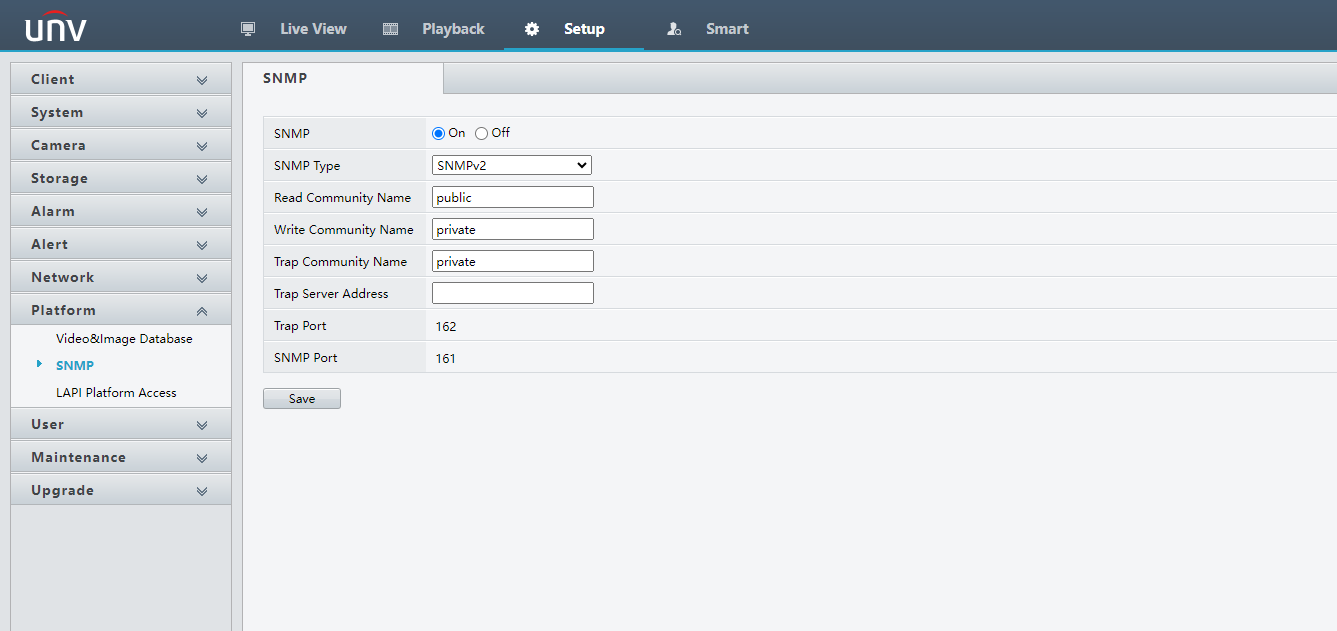 unv
Live View
Playback
Setup
Smart
Client
System
Camera
Storage
Alarm
Alert
Network
Platform
Video&Image Database
SNMP
LAPI Platform Access
User
Maintenance
Upgrade
SNMP
SNMP On Off
SNMP Type SNMPv2
Read Community Name public
Write Community Name private
Trap Community Name private
Trap Server Address
Trap Port 162
SNMP Port 161
Save